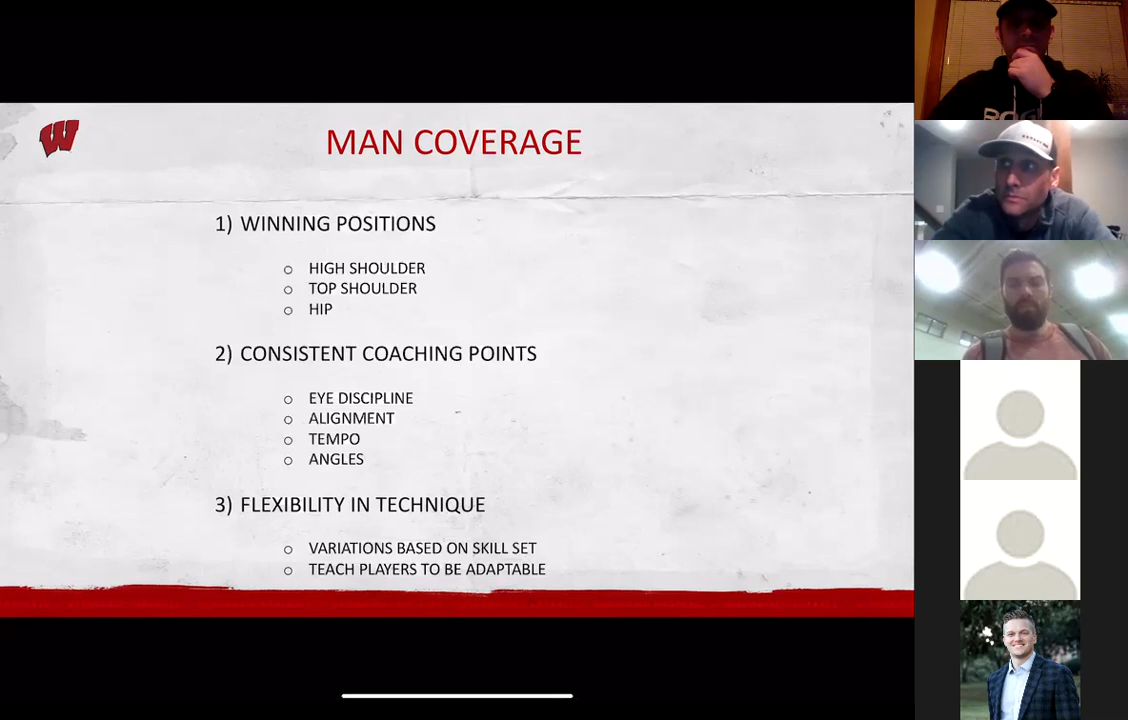 W
MAN COVERAGE
1) WINNING POSITIONS
○ HIGH SHOULDER
○ TOP SHOULDER
○ HIP
2) CONSISTENT COACHING POINTS
○ EYE DISCIPLINE
○ ALIGNMENT
○ TEMPO
○ ANGLES
3) FLEXIBILITY IN TECHNIQUE
○ VARIATIONS BASED ON SKILL SET
○ TEACH PLAYERS TO BE ADAPTABLE